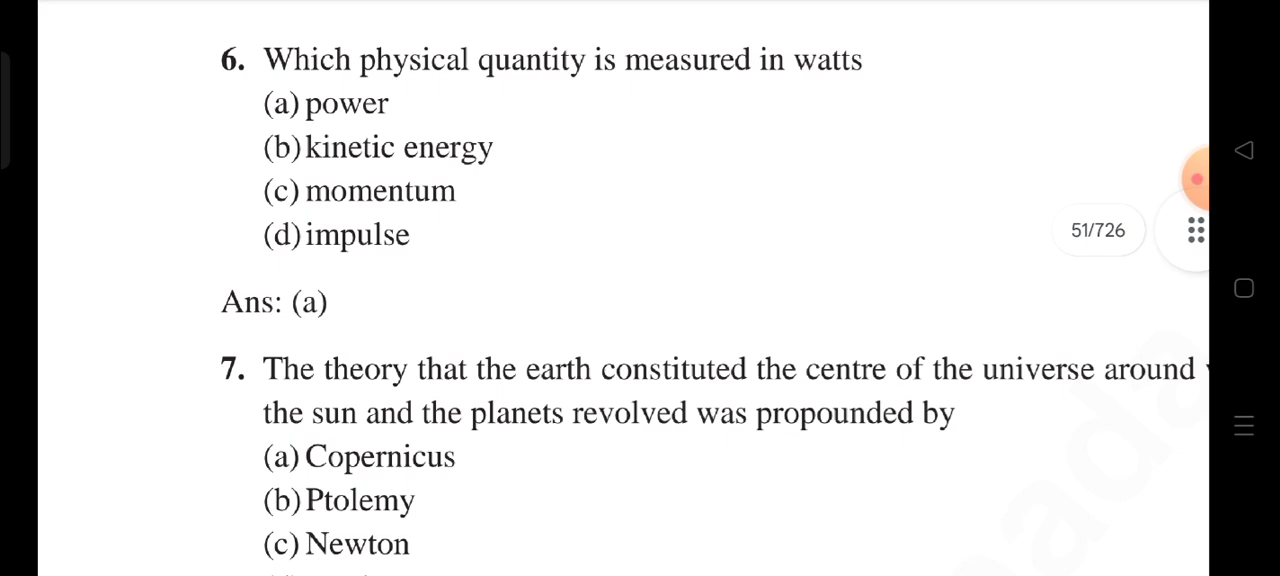 6. Which physical quantity is measured in watts
(a) power
(b) kinetic energy
(c) momentum
(d) impulse
51/726
Ans: (a)
7. The theory that the earth constituted the centre of the universe around
the sun and the planets revolved was propounded by
(a) Copernicus
(b) Ptolemy
(c) Newton